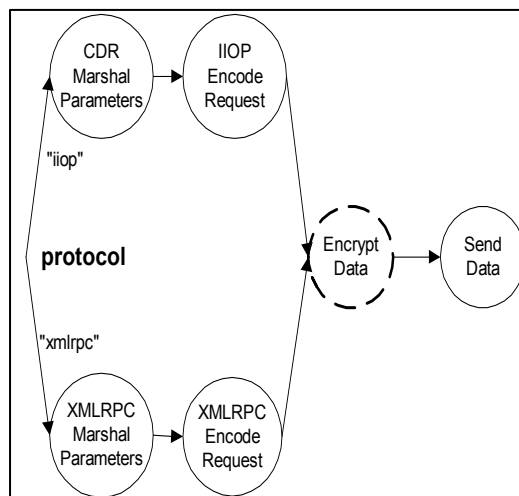 CDR
Marshal
Parameters
IIOP
Encode
Request
"iiop"
protocol
Encrypt
Data
Send
Data
"xmlrpc"
XMLRPC
Marshal
Parameters
XMLRPC
Encode
Request